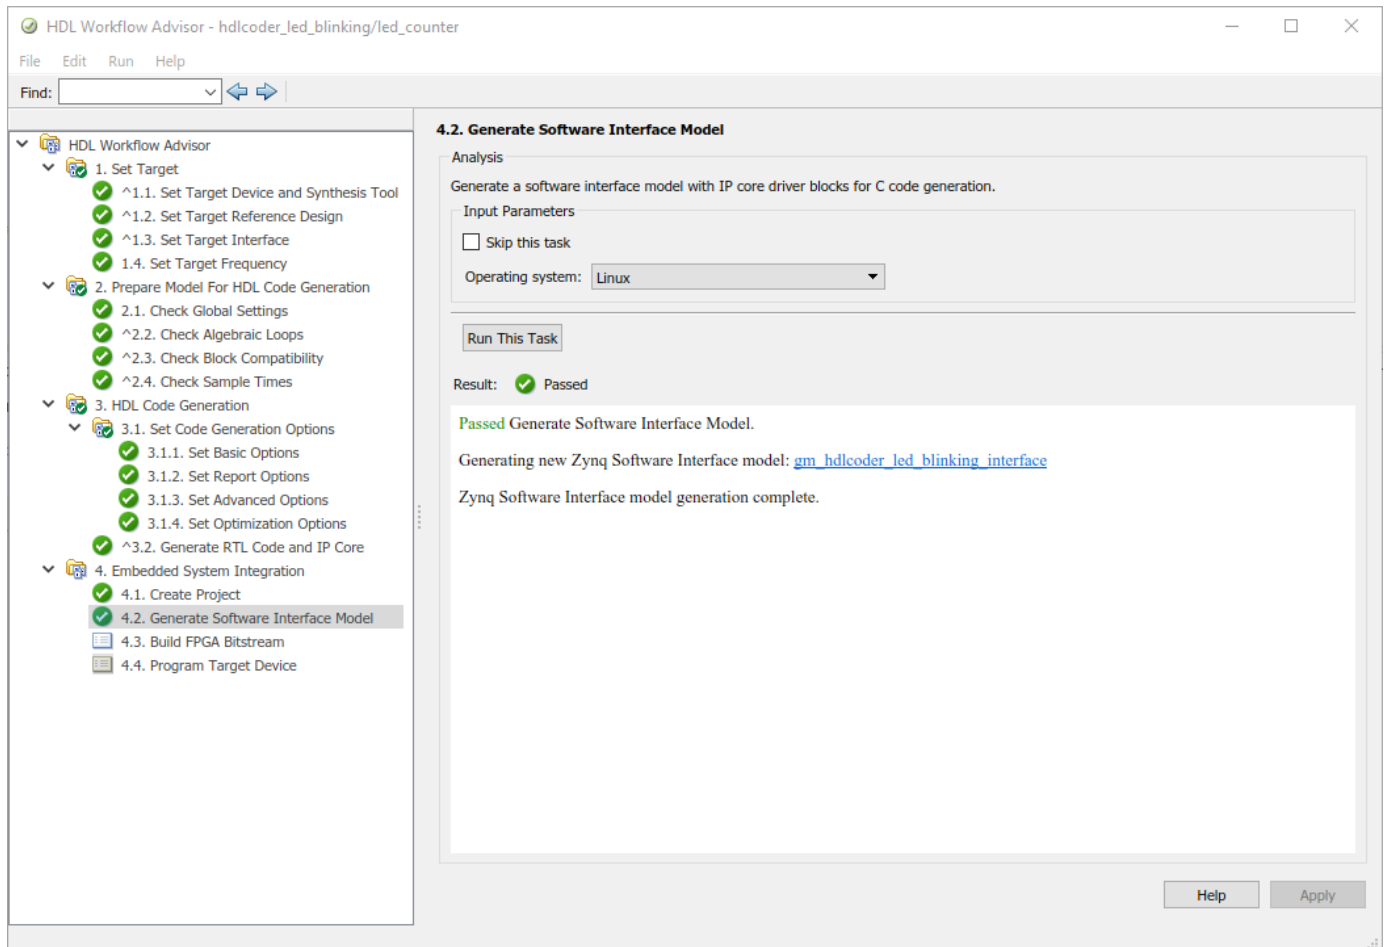 HDL Workflow Advisor - hdlcoder_led_blinking/led_counter
File Edit Run Help
Find:
HDL Workflow Advisor
1. Set Target
^1.1. Set Target Device and Synthesis Tool
^1.2. Set Target Reference Design
^1.3. Set Target Interface
1.4. Set Target Frequency
2. Prepare Model For HDL Code Generation
2.1. Check Global Settings
^2.2. Check Algebraic Loops
^2.3. Check Block Compatibility
^2.4. Check Sample Times
3. HDL Code Generation
3.1. Set Code Generation Options
3.1.1. Set Basic Options
3.1.2. Set Report Options
3.1.3. Set Advanced Options
3.1.4. Set Optimization Options
^3.2. Generate RTL Code and IP Core
4. Embedded System Integration
4.1. Create Project
4.2. Generate Software Interface Model
4.3. Build FPGA Bitstream
4.4. Program Target Device
4.2. Generate Software Interface Model
Analysis
Generate a software interface model with IP core driver blocks for C code generation.
Input Parameters
Skip this task
Operating system: Linux
Run This Task
Result: Passed
Passed Generate Software Interface Model.
Generating new Zynq Software Interface model: gm_hdlcoder_led_blinking_interface
Zynq Software Interface model generation complete.
Help Apply